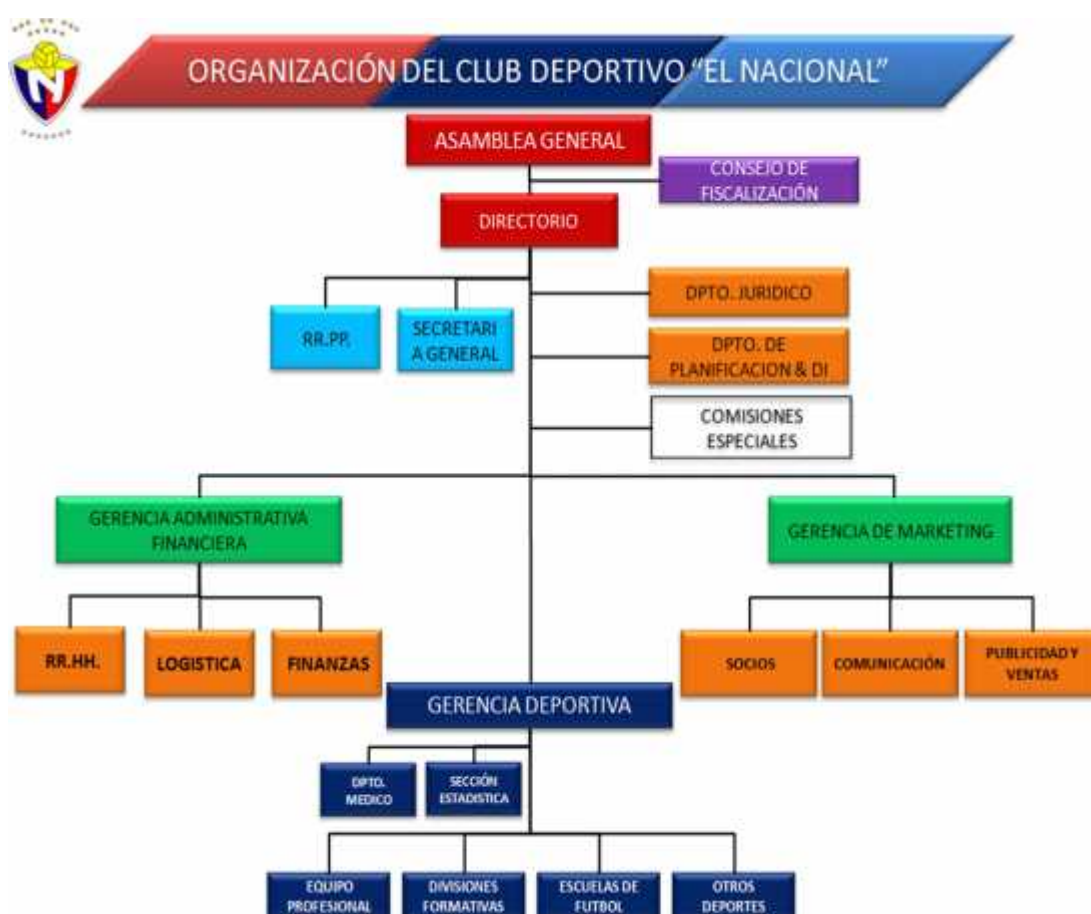 ORGANIZACIÓN DEL CLUB DEPORTIVO "EL NACIONAL"
N
ASAMBLEA GENERAL
CONSEJO DE
FISCALIZACIÓN
DIRECTORIO
RR.PP.
SECRETARI
A GENERAL
DPTO. JURIDICO
DPTO. DE
PLANIFICACION & DI
COMISIONES
ESPECIALES
GERENCIA ADMINISTRATIVA
FINANCIERA
GERENCIA DE MARKETING
RR.HH.
LOGISTICA
FINANZAS
SOCIOS
COMUNICACIÓN
PUBLICIDAD Y
VENTAS
GERENCIA DEPORTIVA
DPTO.
MEDICO
SECCIÓN
ESTADISTICA
EQUIPO
PROFESIONAL
DIVISIONES
FORMATIVAS
ESCUELAS DE
FUTBOL
OTROS
DEPORTES